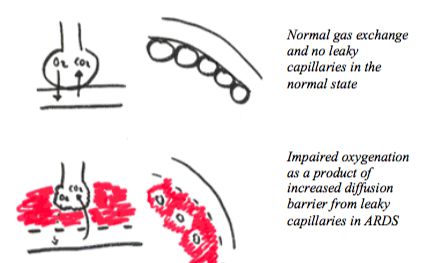 O₂ CO₂
Normal gas exchange
and no leaky
capillaries in the
normal state
O₂ CO₂
Impaired oxygenation
as a product of
increased diffusion
barrier from leaky
capillaries in ARDS